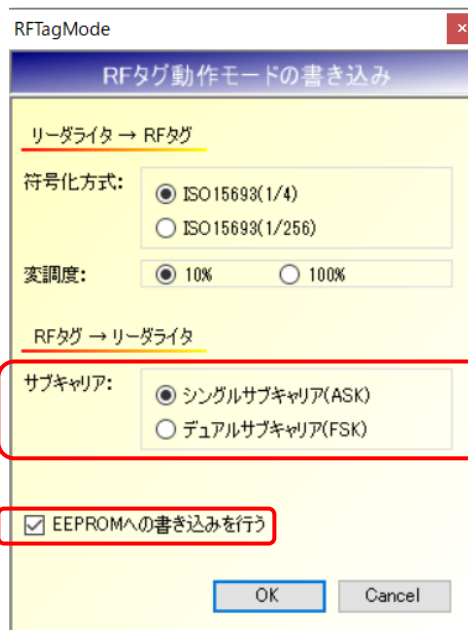 RFTagMode
RFタグ動作モードの書き込み
リーダライタ → RFタグ
符号化方式:
ISO15693(1/4)
ISO15693(1/256)
変調度:
10% 100%
RFタグ → リーダライタ
サブキャリア:
シングルサブキャリア(ASK)
デュアルサブキャリア(FSK)
EEPROMへの書き込みを行う
OK Cancel